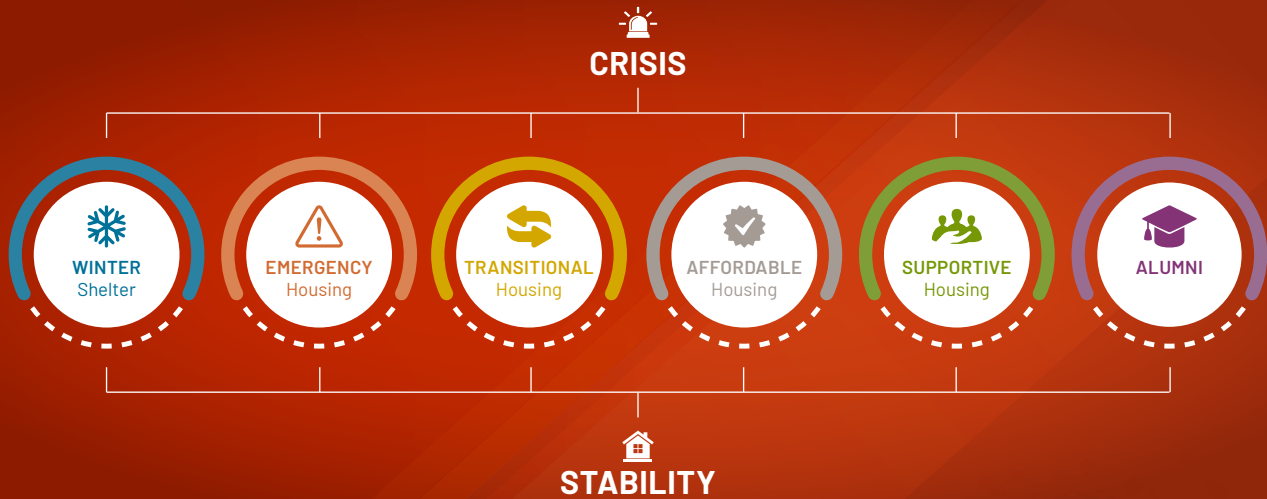 CRISIS
WINTER
Shelter
EMERGENCY
Housing
TRANSITIONAL
Housing
AFFORDABLE
Housing
SUPPORTIVE
Housing
ALUMNI
STABILITY